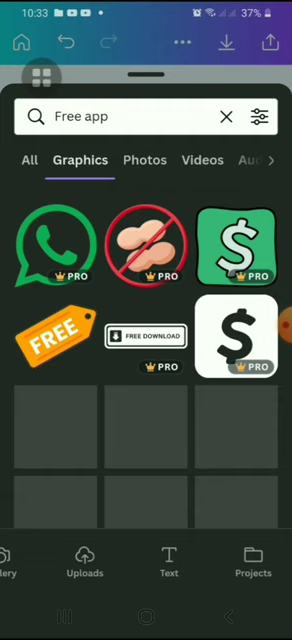 10:33
37%
Free app
All Graphics Photos Videos
PRO PRO PRO
FREE
FREE DOWNLOAD
PRO PRO
lery Uploads Text Projects